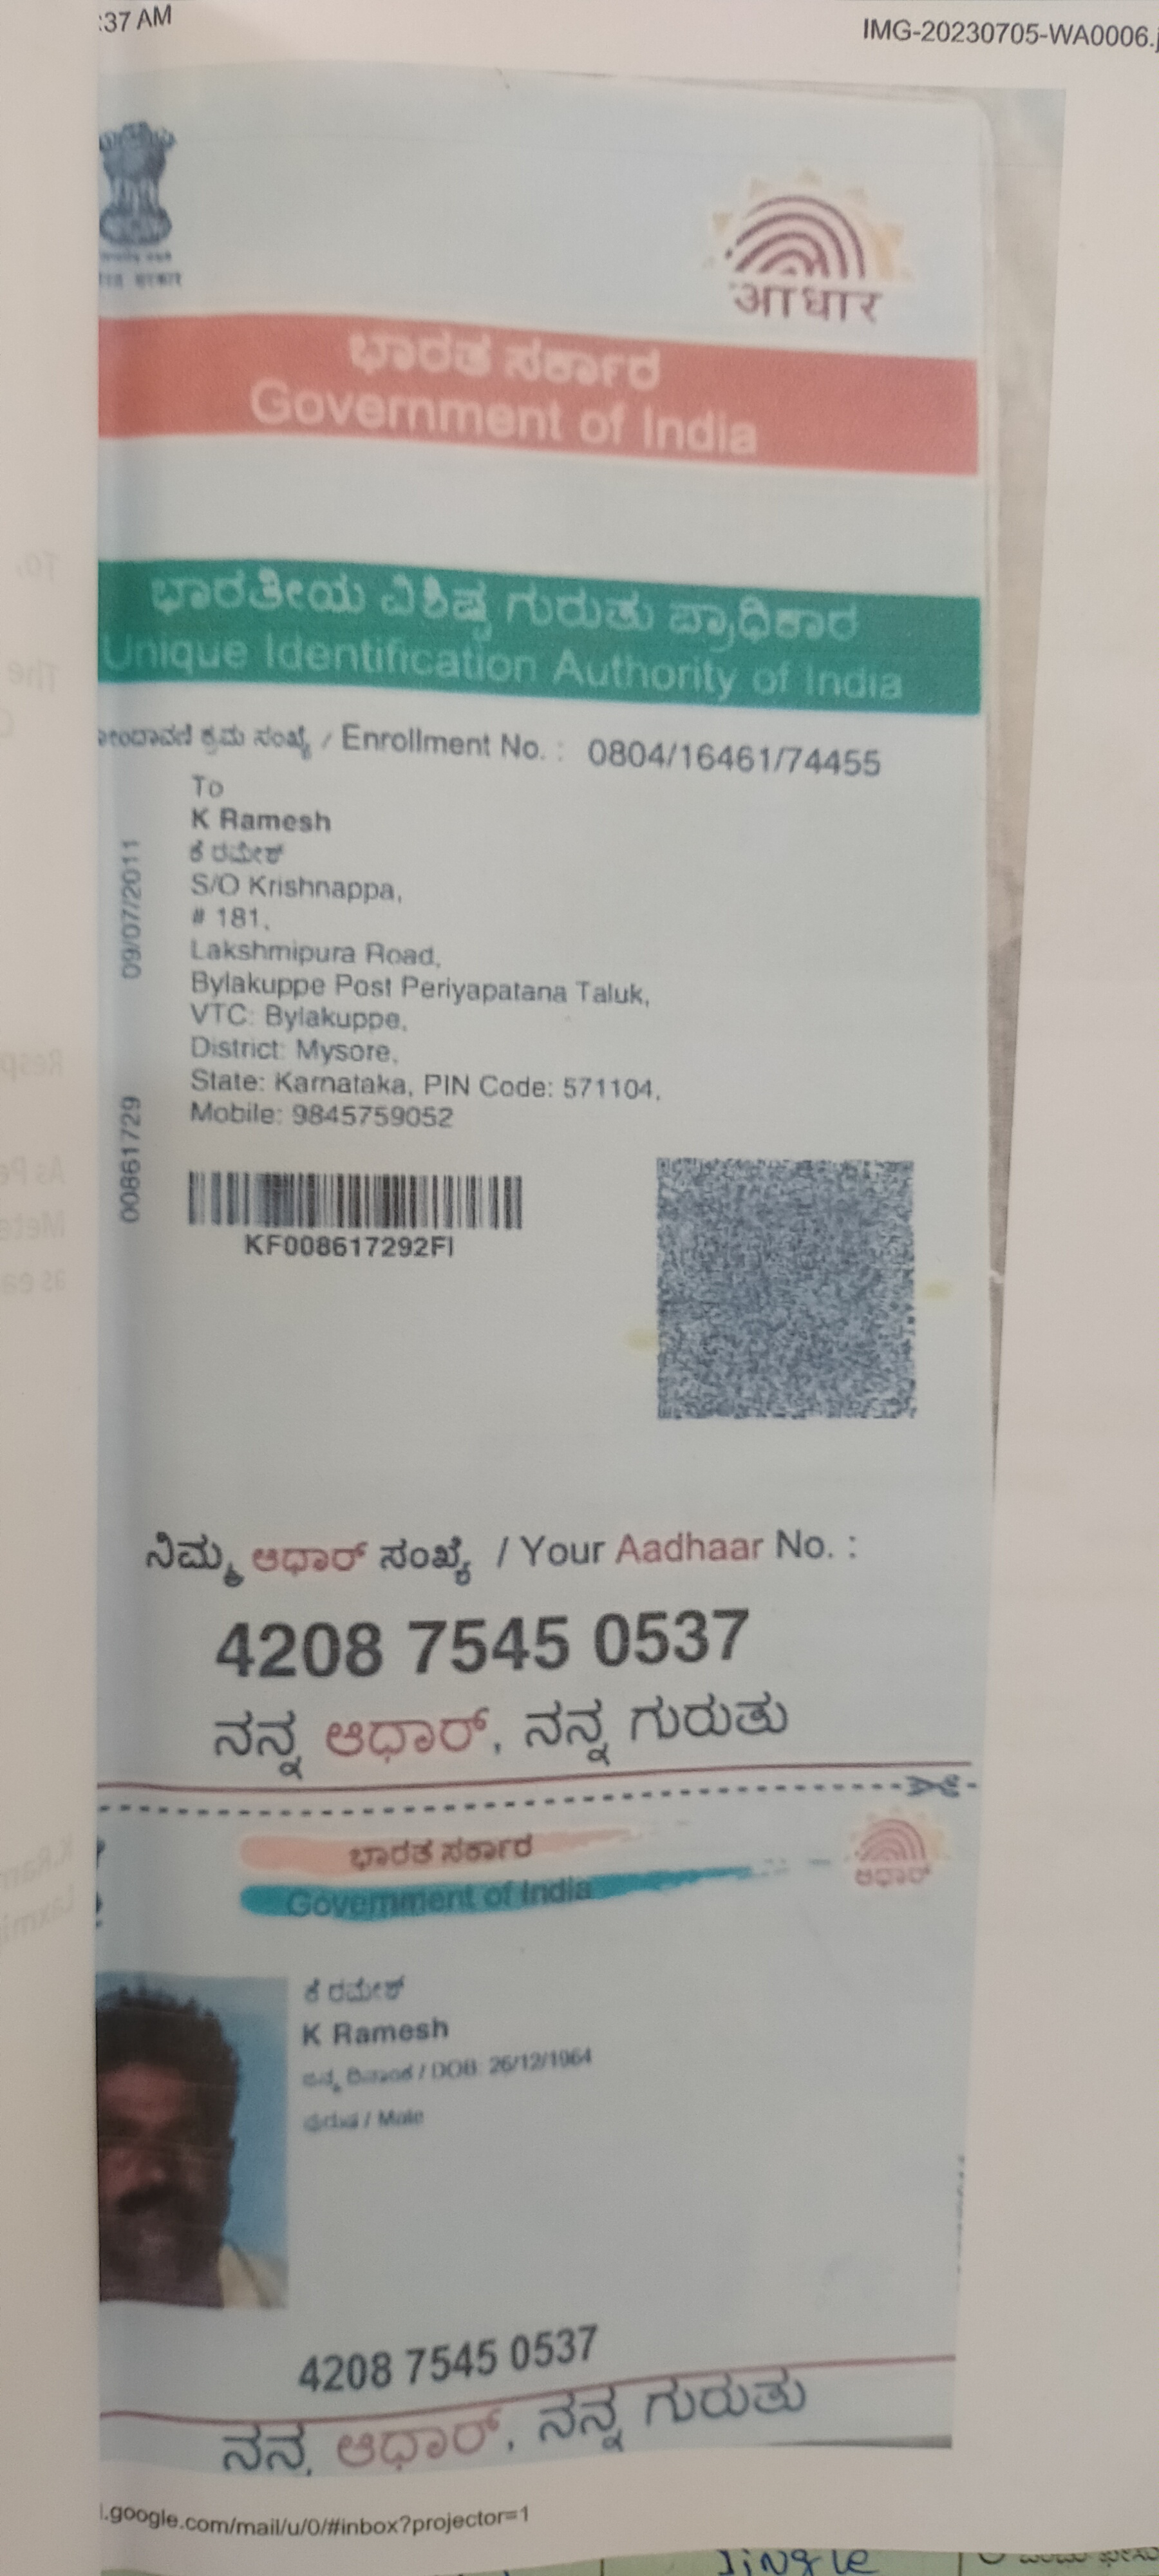 :37 AM
IMG-20230705-WA0006.j
आधार
ಭಾರತ ಸರ್ಕಾರ
Government of India
ಭಾರತೀಯ ವಿಶಿಷ್ಟ ಗುರುತು ಪ್ರಾಧಿಕಾರ
Unique Identification Authority of India
ಕ್ರಮ ಸಂಖ್ಯೆ / Enrollment No. : 0804/16461/74455
To
K Ramesh
ಕೆ ರಮೇಶ್
S/O Krishnappa,
# 181,
Lakshmipura Road,
Bylakuppe Post Periyapatana Taluk,
VTC: Bylakuppe,
District: Mysore,
State: Karnataka, PIN Code: 571104,
Mobile: 9845759052
09/07/2011
00861729
KF008617292FI
ನಿಮ್ಮ ಆಧಾರ್ ಸಂಖ್ಯೆ / Your Aadhaar No. :
4208 7545 0537
ನನ್ನ ಆಧಾರ್, ನನ್ನ ಗುರುತು
ಭಾರತ ಸರ್ಕಾರ
Government of India
ಆಧಾರ್
ಕೆ ರಮೇಶ್
K Ramesh
ಜನ್ಮ ದಿನಾಂಕ / DOB: 26/12/1964
ಪುರುಷ / Male
4208 7545 0537
ನನ್ನ ಆಧಾರ್, ನನ್ನ ಗುರುತು
l.google.com/mail/u/0/#inbox?projector=1
Jingle